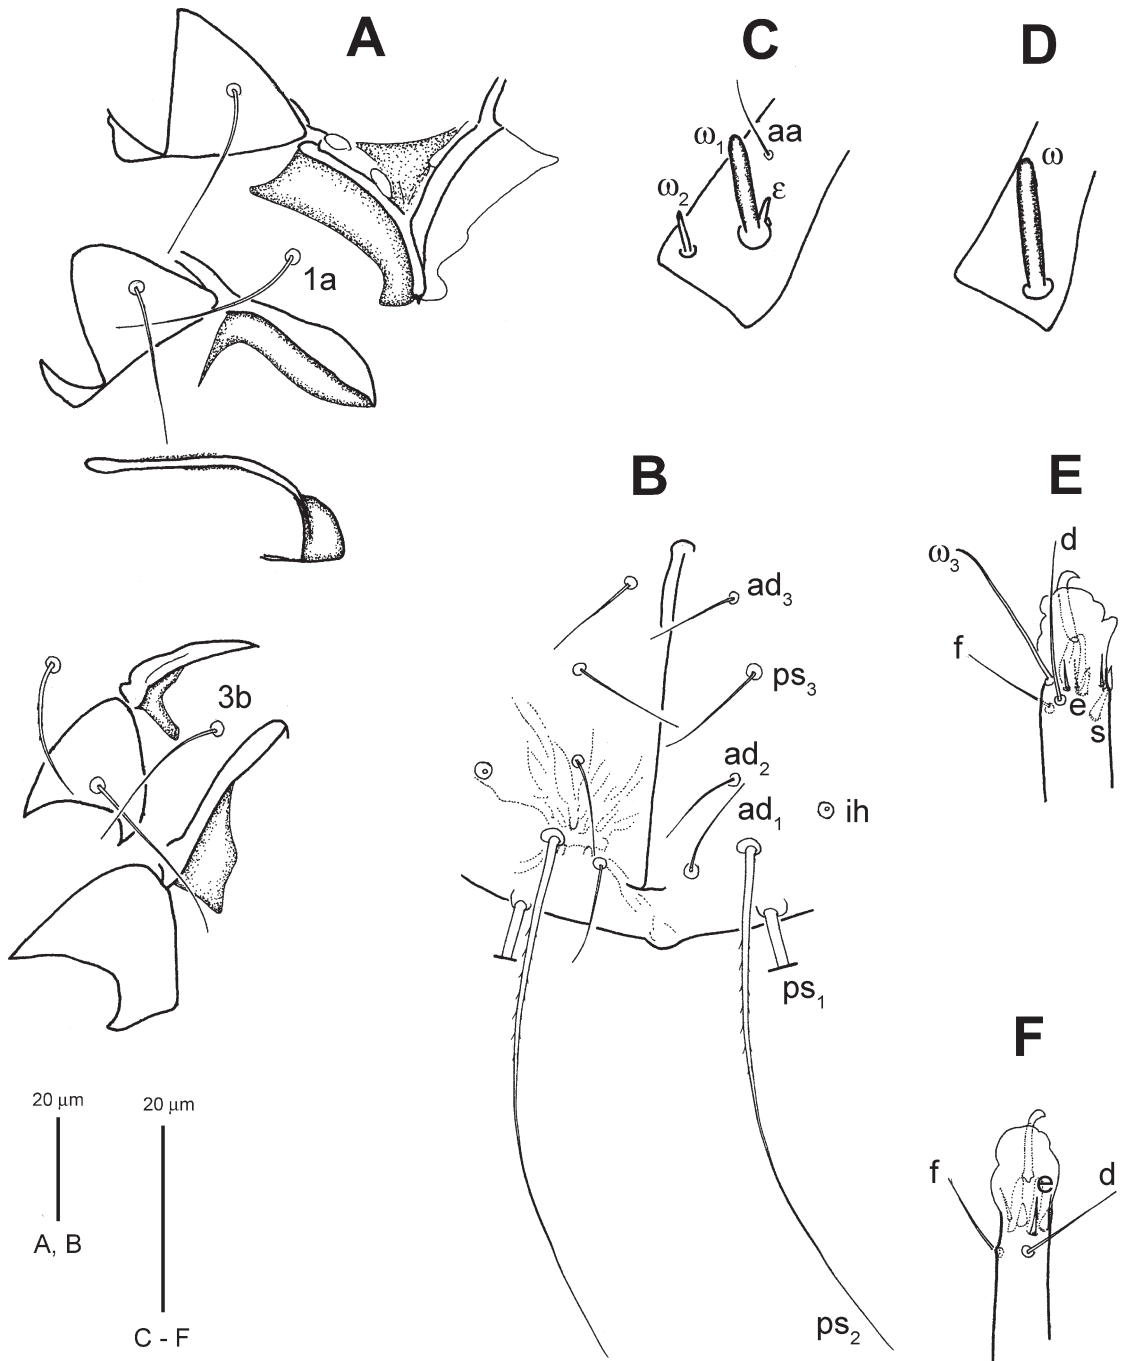 A
1a
3b
20 μm
A, B
20 μm
C - F
B
ad3
ps3
ad2
ad1
ih
ps1
ps2
C
ω1
aa
ω2
ε
D
ω
E
ω3
d
f
e
s
F
f
e
d